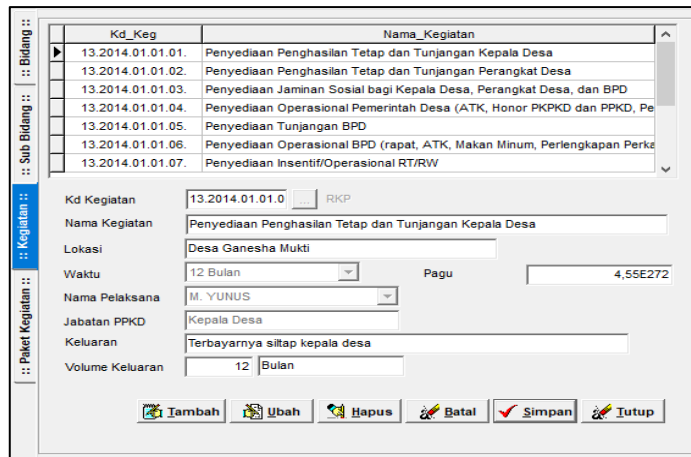 :: Bidang ::
:: Sub Bidang ::
:: Kegiatan ::
:: Paket Kegiatan ::
Kd_Keg Nama_Kegiatan
13.2014.01.01.01. Penyediaan Penghasilan Tetap dan Tunjangan Kepala Desa
13.2014.01.01.02. Penyediaan Penghasilan Tetap dan Tunjangan Perangkat Desa
13.2014.01.01.03. Penyediaan Jaminan Sosial bagi Kepala Desa, Perangkat Desa, dan BPD
13.2014.01.01.04. Penyediaan Operasional Pemerintah Desa (ATK, Honor PKPKD dan PPKD, Pe
13.2014.01.01.05. Penyediaan Tunjangan BPD
13.2014.01.01.06. Penyediaan Operasional BPD (rapat, ATK, Makan Minum, Perlengkapan Perka
13.2014.01.01.07. Penyediaan Insentif/Operasional RT/RW
Kd Kegiatan 13.2014.01.01.0 ... RKP
Nama Kegiatan Penyediaan Penghasilan Tetap dan Tunjangan Kepala Desa
Lokasi Desa Ganesha Mukti
Waktu 12 Bulan Pagu 4,55E272
Nama Pelaksana M. YUNUS
Jabatan PPKD Kepala Desa
Keluaran Terbayarnya siltap kepala desa
Volume Keluaran 12 Bulan
Tambah Ubah Hapus Batal Simpan Tutup